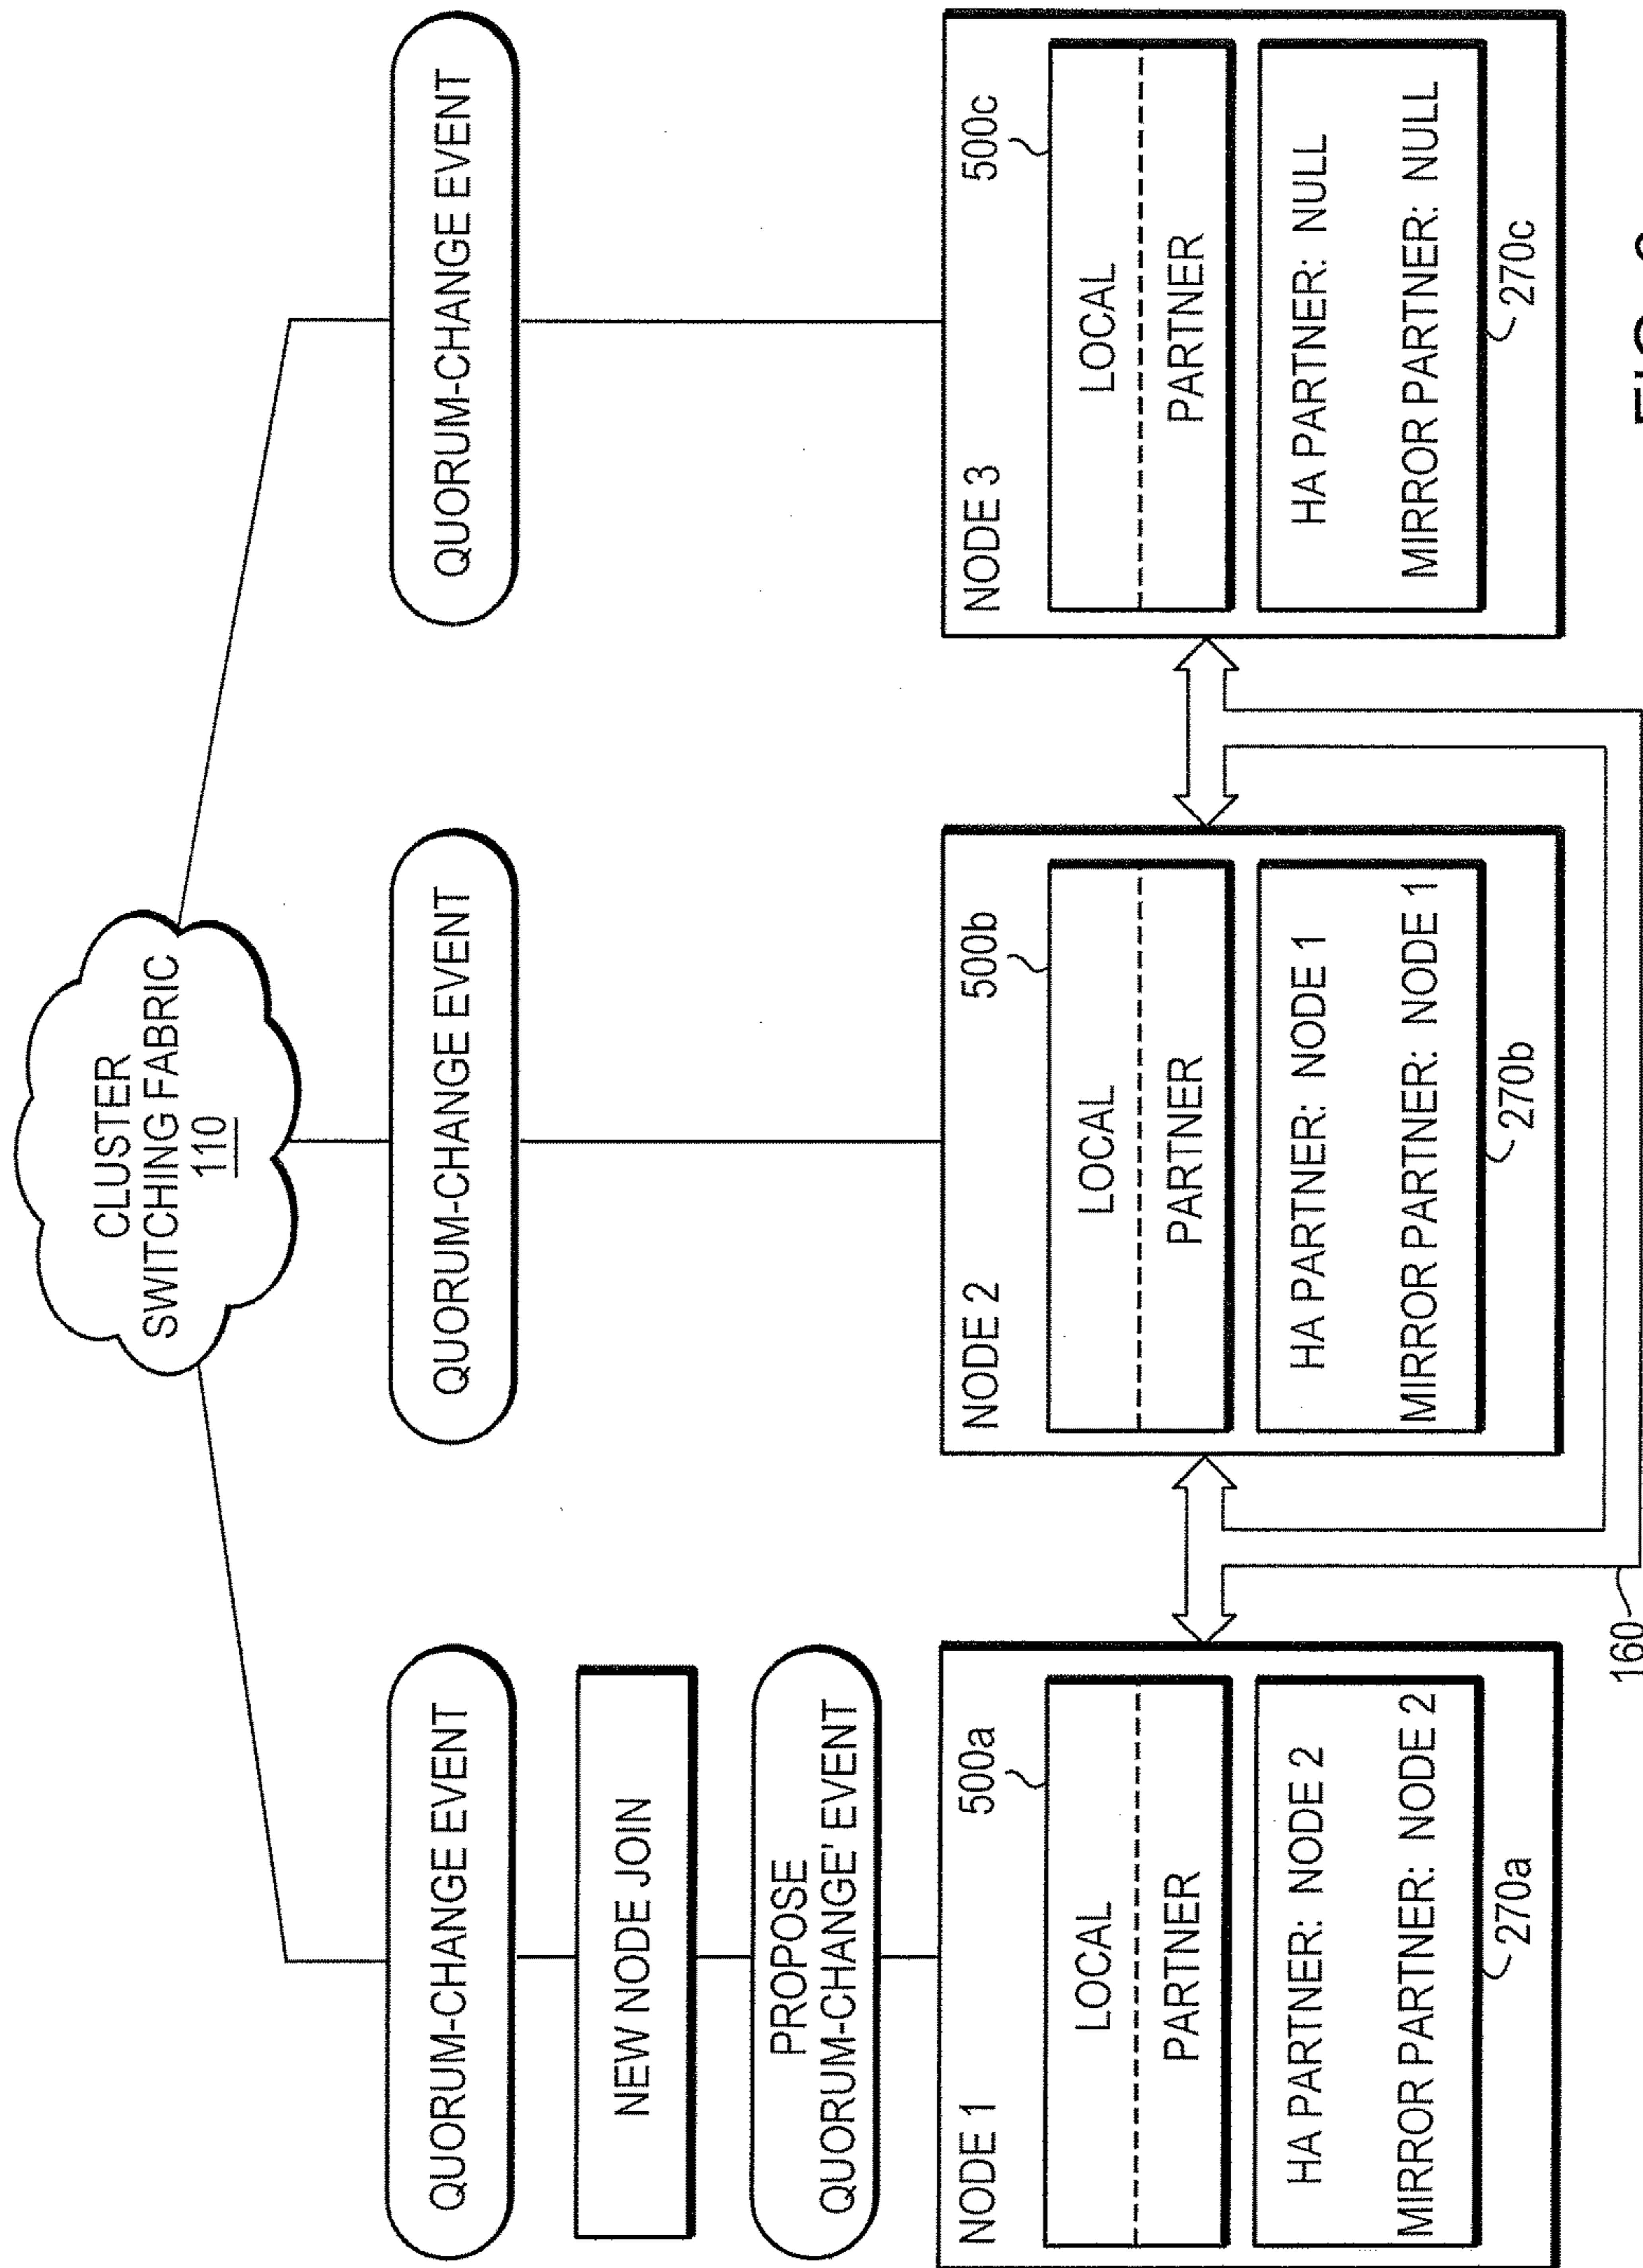 CLUSTER
SWITCHING FABRIC
110
QUORUM-CHANGE EVENT
QUORUM-CHANGE EVENT
QUORUM-CHANGE EVENT
NEW NODE JOIN
PROPOSE
QUORUM-CHANGE' EVENT
NODE 1
500a
LOCAL
PARTNER
HA PARTNER: NODE 2
MIRROR PARTNER: NODE 2
270a
NODE 2
500b
LOCAL
PARTNER
HA PARTNER: NODE 1
MIRROR PARTNER: NODE 1
270b
NODE 3
500c
LOCAL
PARTNER
HA PARTNER: NULL
MIRROR PARTNER: NULL
270c
160